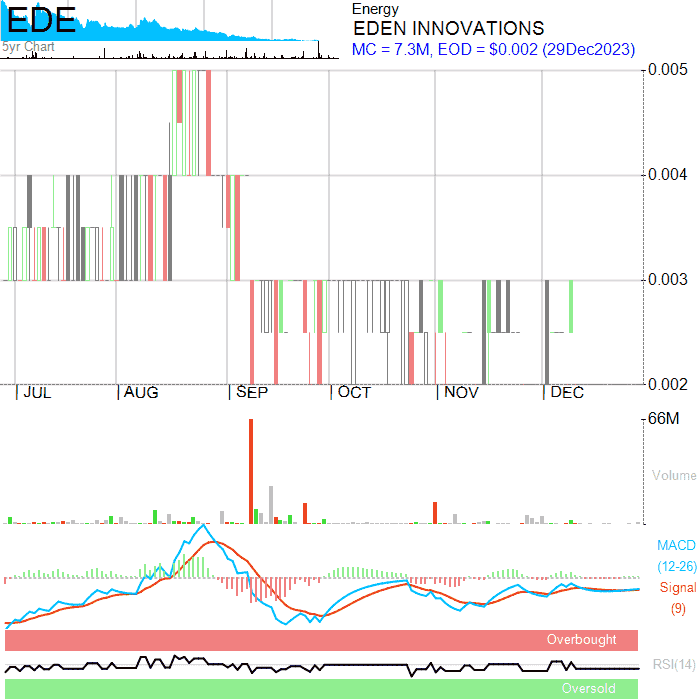 EDE
5yr Chart
Energy
EDEN INNOVATIONS
MC = 7.3M, EOD = $0.002 (29Dec2023)
0.005
0.004
0.003
0.002
JUL AUG SEP OCT NOV DEC
66M
Volume
MACD
(12-26)
Signal
(9)
Overbought
RSI(14)
Oversold